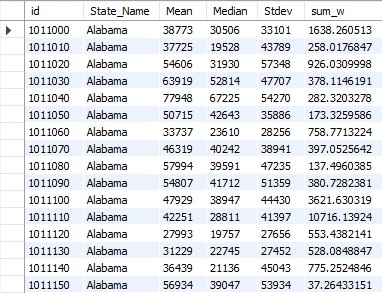 id State_Name Mean Median Stdev sum_w
1011000 Alabama 38773 30506 33101 1638.260513
1011010 Alabama 37725 19528 43789 258.0176847
1011020 Alabama 54606 31930 57348 926.0309998
1011030 Alabama 63919 52814 47707 378.1146191
1011040 Alabama 77948 67225 54270 282.3203278
1011050 Alabama 50715 42643 35886 173.3259586
1011060 Alabama 33737 23610 28256 758.7713224
1011070 Alabama 46319 40242 38941 397.0525642
1011080 Alabama 57994 39591 47235 137.4960385
1011090 Alabama 54807 41712 51359 380.7282381
1011100 Alabama 47929 38947 44430 3621.630319
1011110 Alabama 42251 28811 41397 10716.13924
1011120 Alabama 27993 19757 27656 553.4382141
1011130 Alabama 31229 22745 27452 528.0848847
1011140 Alabama 36439 21136 45043 775.2524846
1011150 Alabama 56934 39047 53934 37.26433151